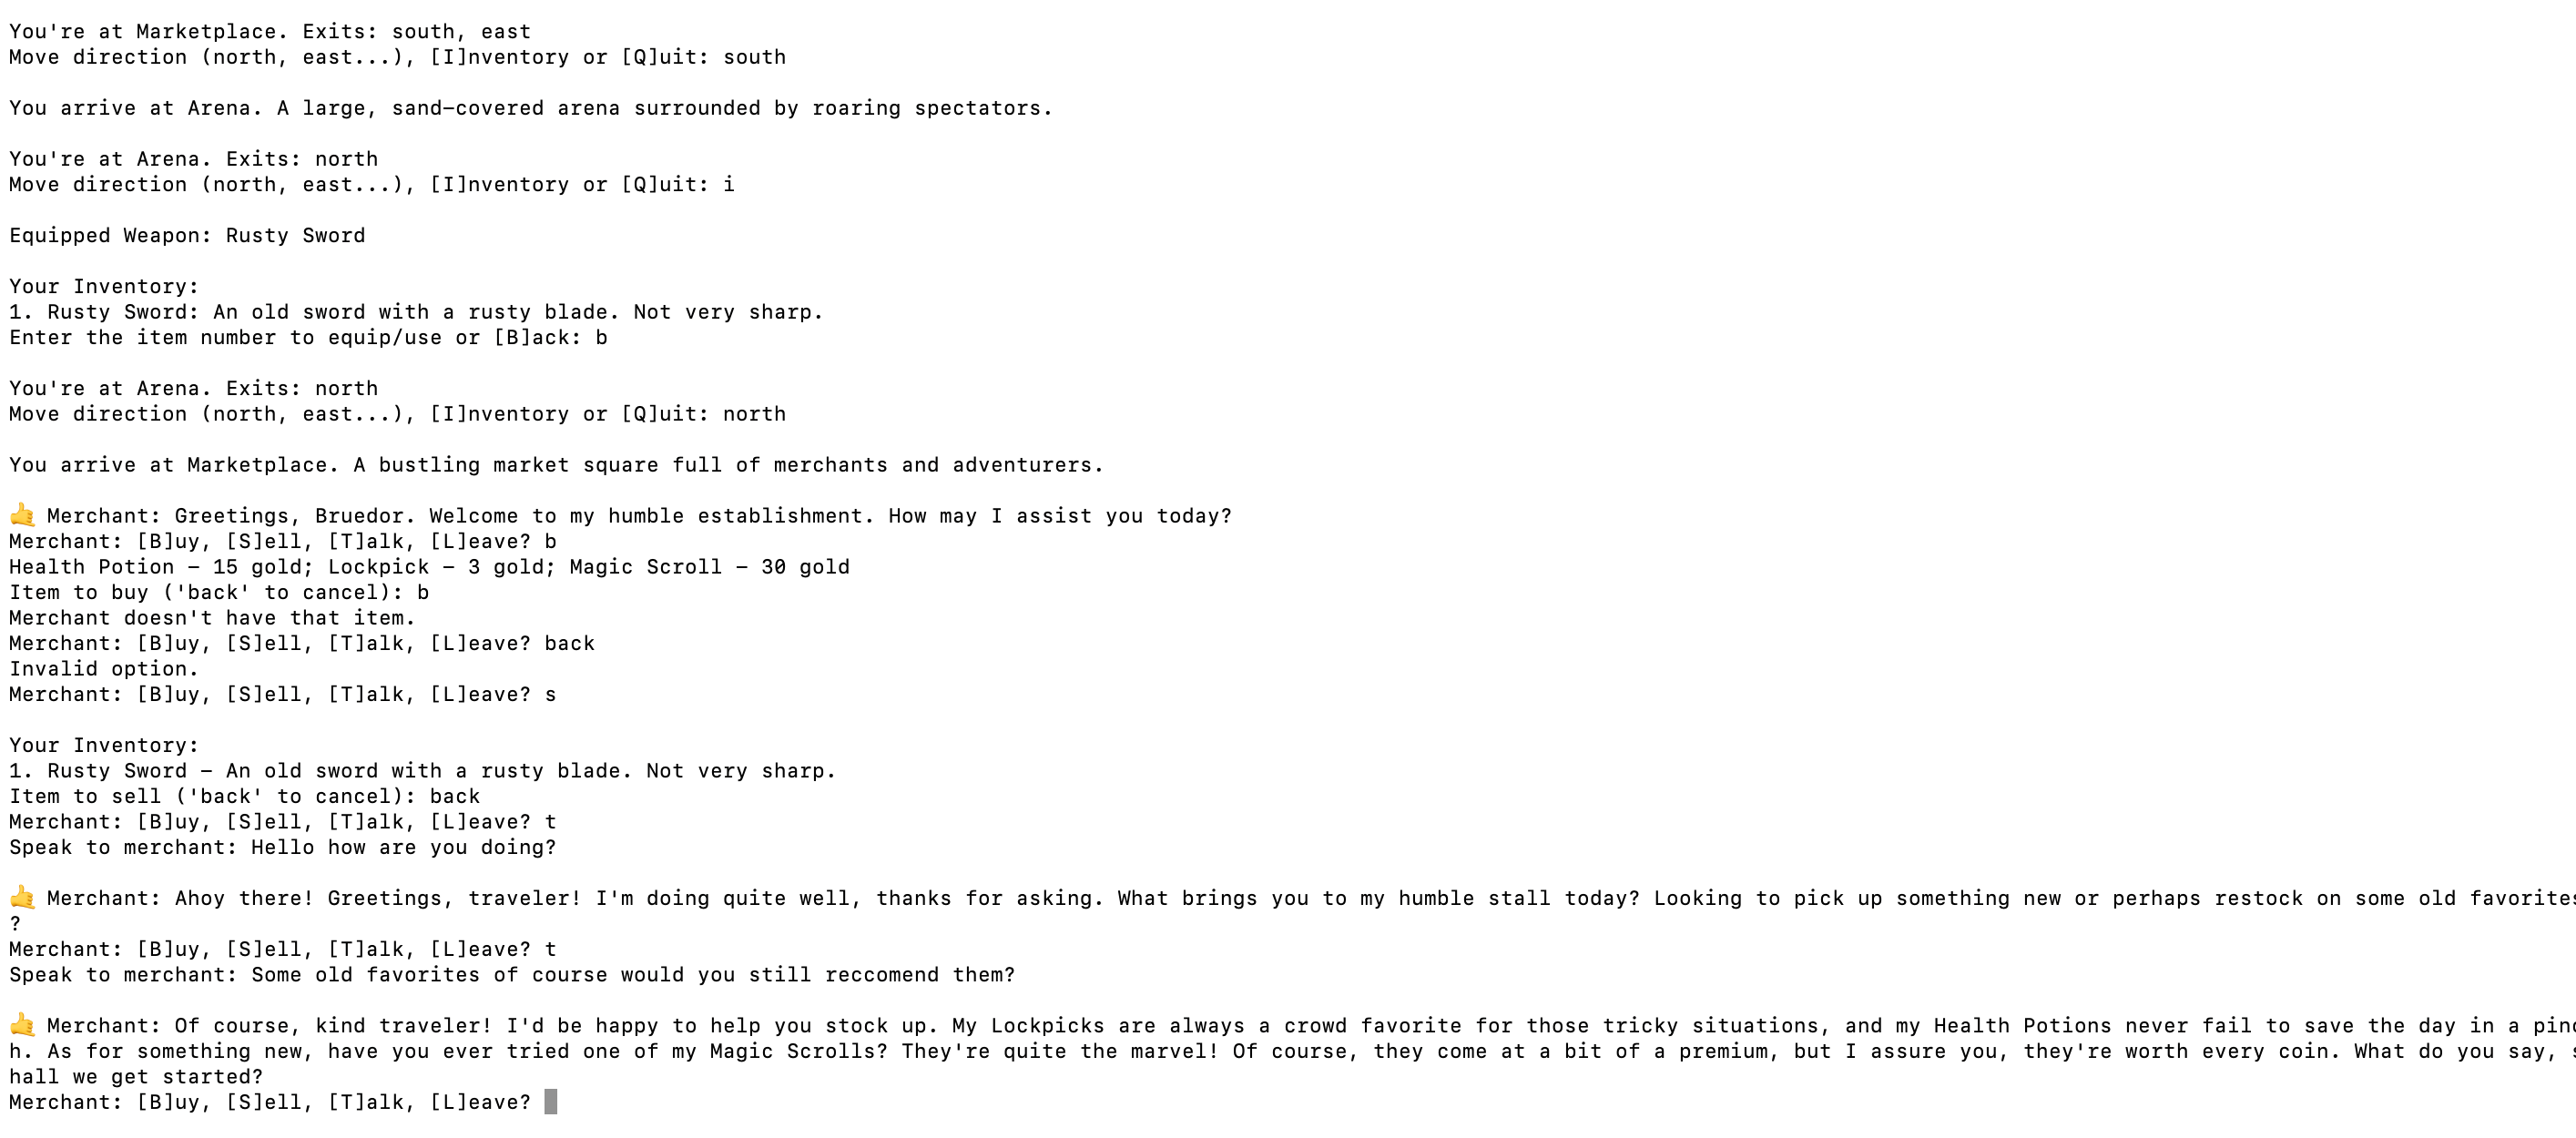 You're at Marketplace. Exits: south, east
Move direction (north, east...), [I]nventory or [Q]uit: south
You arrive at Arena. A large, sand-covered arena surrounded by roaring spectators.
You're at Arena. Exits: north
Move direction (north, east...), [I]nventory or [Q]uit: i
Equipped Weapon: Rusty Sword
Your Inventory:
1. Rusty Sword: An old sword with a rusty blade. Not very sharp.
Enter the item number to equip/use or [B]ack: b
You're at Arena. Exits: north
Move direction (north, east...), [I]nventory or [Q]uit: north
You arrive at Marketplace. A bustling market square full of merchants and adventurers.
🤙 Merchant: Greetings, Bruedor. Welcome to my humble establishment. How may I assist you today?
Merchant: [B]uy, [S]ell, [T]alk, [L]eave? b
Health Potion – 15 gold; Lockpick – 3 gold; Magic Scroll – 30 gold
Item to buy ('back' to cancel): b
Merchant doesn't have that item.
Merchant: [B]uy, [S]ell, [T]alk, [L]eave? back
Invalid option.
Merchant: [B]uy, [S]ell, [T]alk, [L]eave? s
Your Inventory:
1. Rusty Sword – An old sword with a rusty blade. Not very sharp.
Item to sell ('back' to cancel): back
Merchant: [B]uy, [S]ell, [T]alk, [L]eave? t
Speak to merchant: Hello how are you doing?
🤙 Merchant: Ahoy there! Greetings, traveler! I'm doing quite well, thanks for asking. What brings you to my humble stall today? Looking to pick up something new or perhaps restock on some old favorites
?
Merchant: [B]uy, [S]ell, [T]alk, [L]eave? t
Speak to merchant: Some old favorites of course would you still reccomend them?
🤙 Merchant: Of course, kind traveler! I'd be happy to help you stock up. My Lockpicks are always a crowd favorite for those tricky situations, and my Health Potions never fail to save the day in a pinc
h. As for something new, have you ever tried one of my Magic Scrolls? They're quite the marvel! Of course, they come at a bit of a premium, but I assure you, they're worth every coin. What do you say, s
hall we get started?
Merchant: [B]uy, [S]ell, [T]alk, [L]eave?